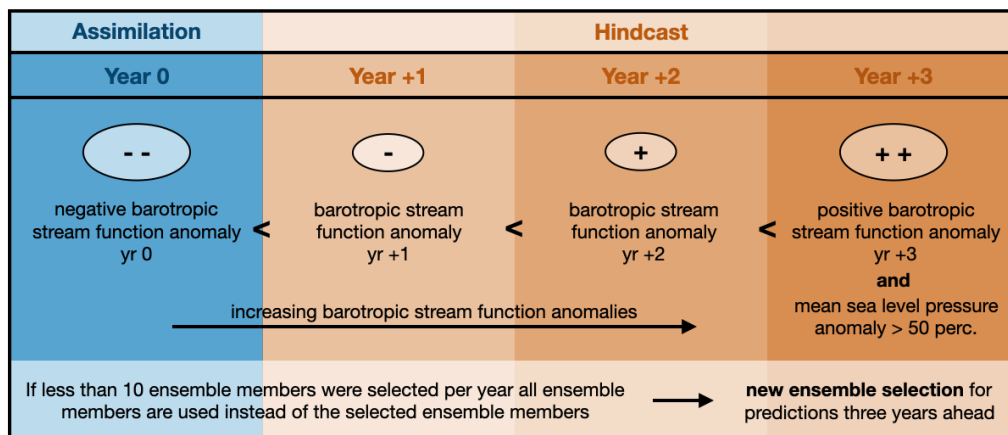 Assimilation
Hindcast
Year 0
Year +1
Year +2
Year +3
- -
-
+
+ +
negative barotropic
stream function anomaly
yr 0
<
barotropic stream
function anomaly
yr +1
<
barotropic stream
function anomaly
yr +2
<
positive barotropic
stream function anomaly
yr +3
and
mean sea level pressure
anomaly > 50 perc.
increasing barotropic stream function anomalies
If less than 10 ensemble members were selected per year all ensemble
members are used instead of the selected ensemble members
new ensemble selection for
predictions three years ahead